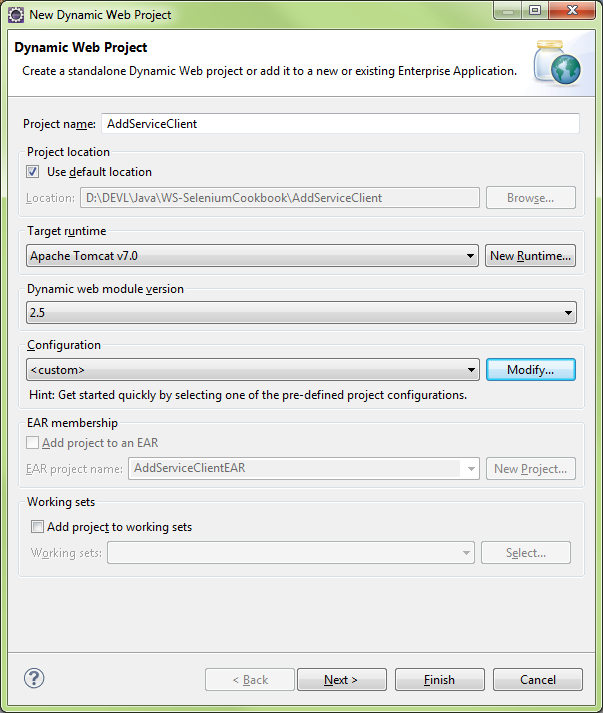 New Dynamic Web Project
Dynamic Web Project
Create a standalone Dynamic Web project or add it to a new or existing Enterprise Application.
Project name: AddServiceClient
Project location
Use default location
Location: D:\DEVL\Java\WS-SeleniumCookbook\AddServiceClient Browse...
Target runtime
Apache Tomcat v7.0 New Runtime...
Dynamic web module version
2.5
Configuration
<custom> Modify...
Hint: Get started quickly by selecting one of the pre-defined project configurations.
EAR membership
Add project to an EAR
EAR project name: AddServiceClientEAR New Project...
Working sets
Add project to working sets
Working sets: Select...
? < Back Next > Finish Cancel